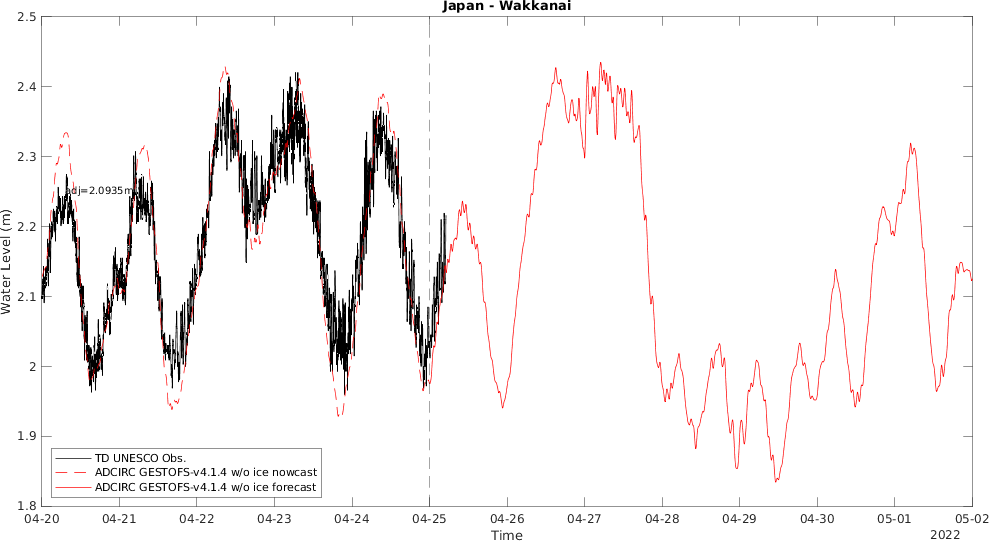 Japan - Wakkanai
2.5
2.4
2.3
2.2
2.1
2
1.9
1.8
Water Level (m)
adj=2.0935m
TD UNESCO Obs.
ADCIRC GESTOFS-v4.1.4 w/o ice nowcast
ADCIRC GESTOFS-v4.1.4 w/o ice forecast
04-20 04-21 04-22 04-23 04-24 04-25 04-26 04-27 04-28 04-29 04-30 05-01 05-02
Time
2022